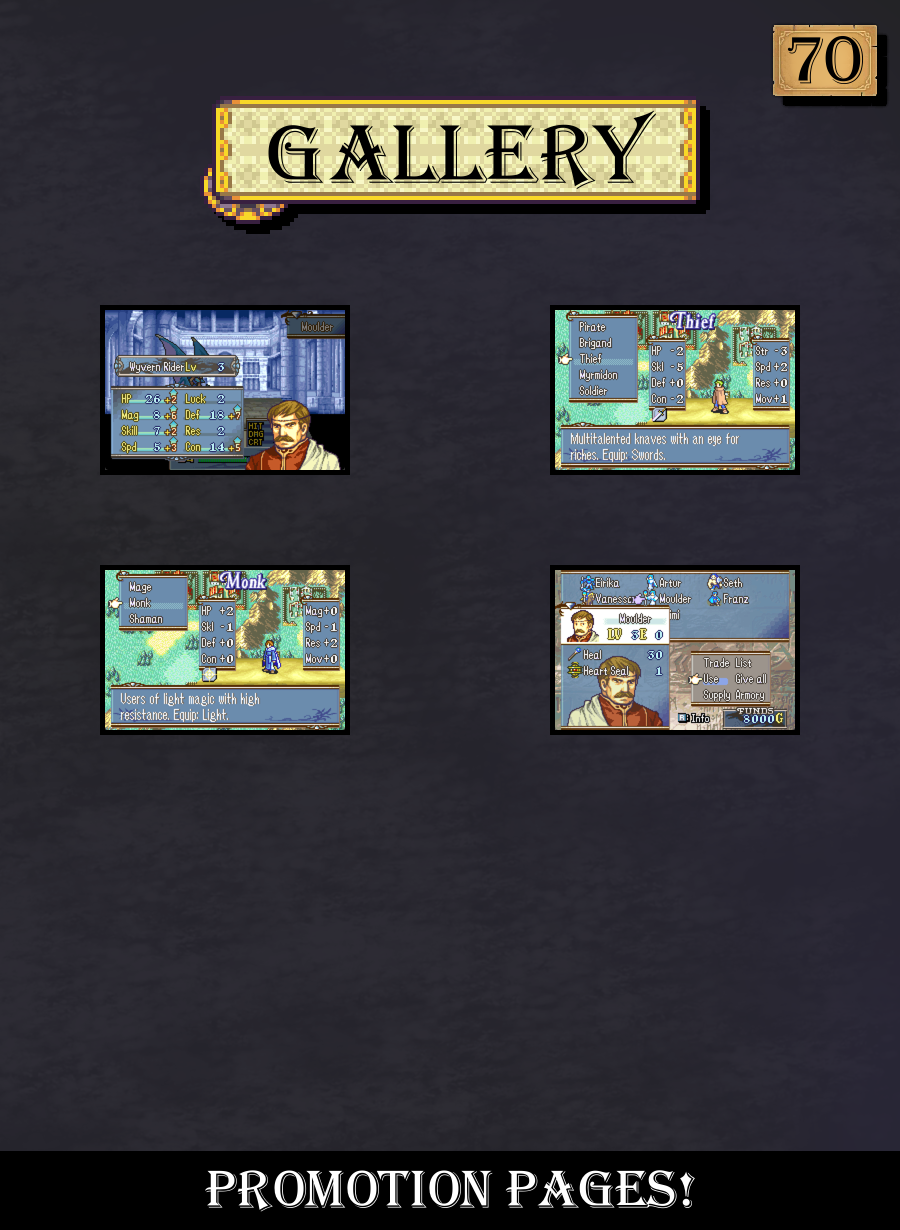 70
GALLERY
Moulder
Wyvern Rider Lv 3
HP 26 +2 Luck 2
Mag 8 +6 Def 18 +7
Skill 7 +2 Res 2
Spd 5 +3 Con 14 +5
HIT
DMG
CRT
Thief
Pirate
Brigand
Thief
Myrmidon
Soldier
HP -2
Skl -5
Def +0
Con -2
Str -3
Spd +2
Res +0
Mov+1
Multitalented knaves with an eye for
riches. Equip: Swords.
Monk
Mage
Monk
Shaman
HP +2
Skl -1
Def +0
Con +0
Mag+0
Spd -1
Res +2
Mov+0
Users of light magic with high
resistance. Equip: Light.
Eirika Artur Seth
Vanessa Moulder Franz
Moulder
LV 3 E 0
Heal 30
Heart Seal 1
Trade List
Use Give all
Supply Armory
R: Info
FUNDS
8000G
PROMOTION PAGES!